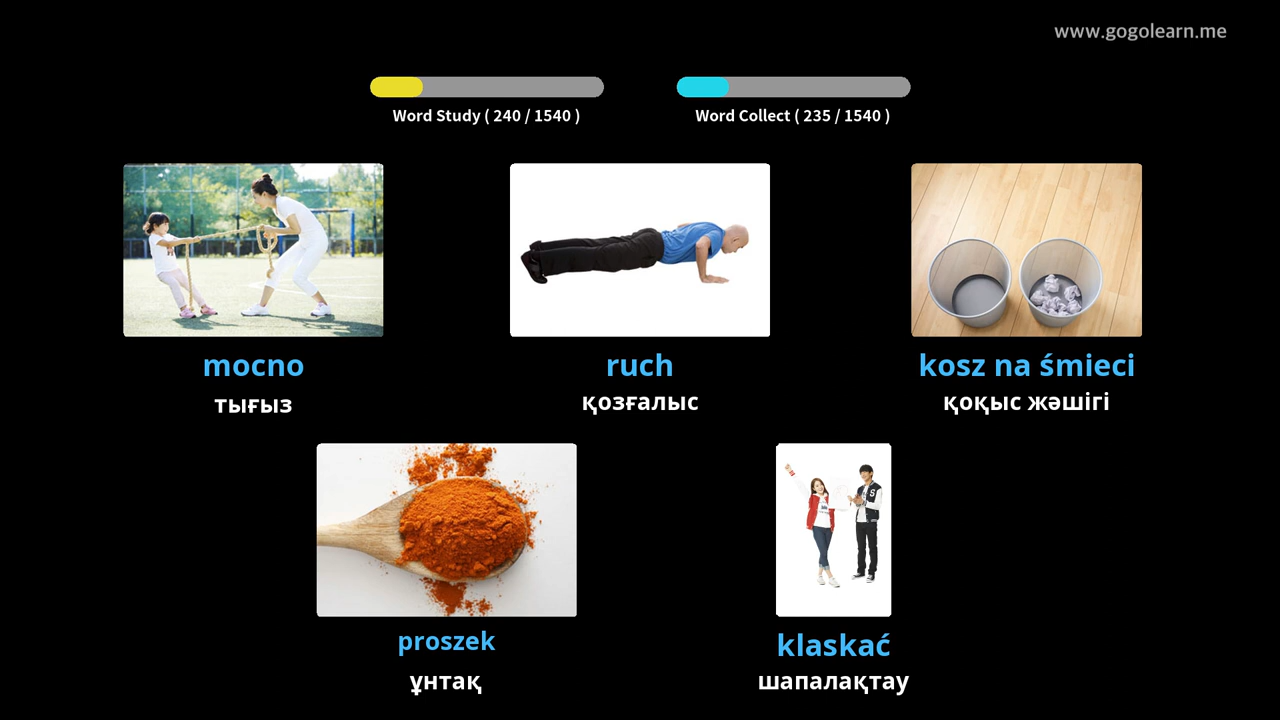 www.gogolearn.me
Word Study ( 240 / 1540 )
Word Collect ( 235 / 1540 )
mocno
тығыз
ruch
қозғалыс
kosz na śmieci
қоқыс жәшігі
proszek
ұнтақ
klaskać
шапалақтау